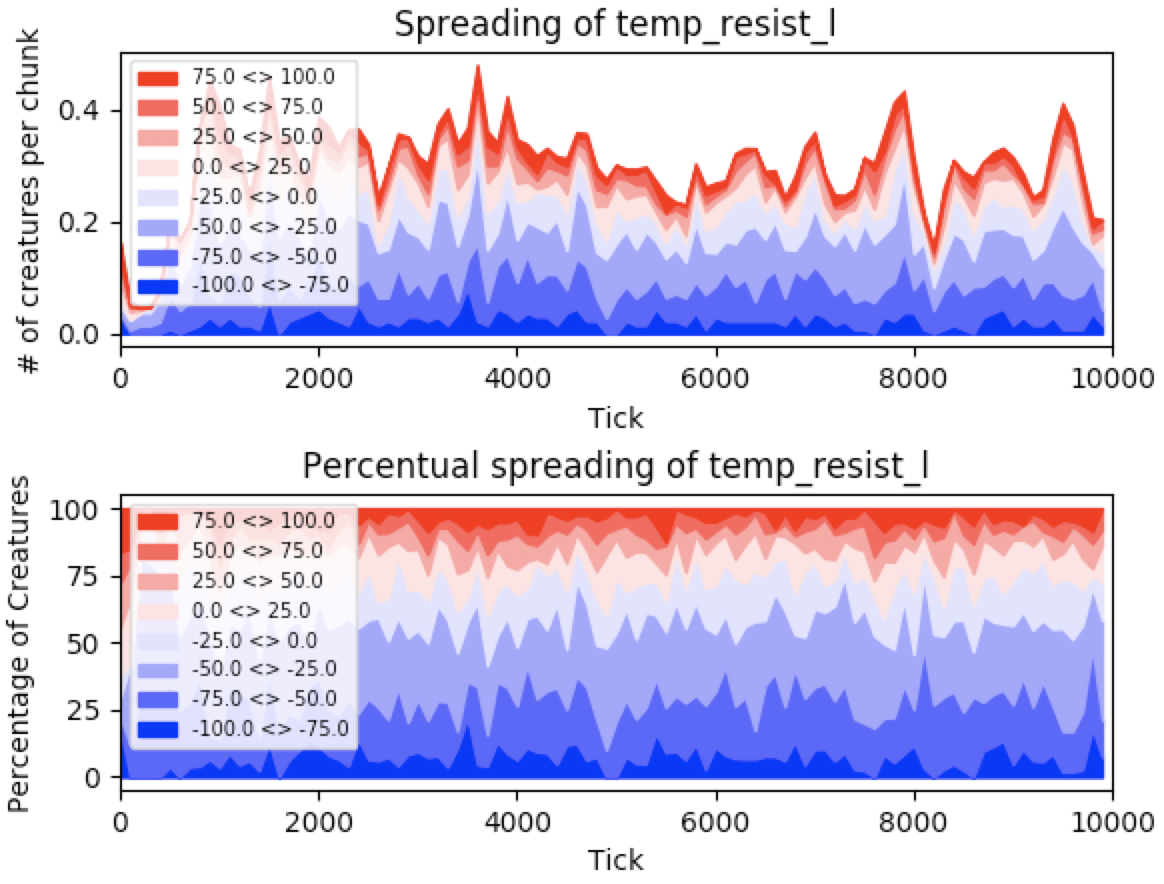 Spreading of temp_resist_l
# of creatures per chunk
0.4
0.2
0.0
75.0 <> 100.0
50.0 <> 75.0
25.0 <> 50.0
0.0 <> 25.0
-25.0 <> 0.0
-50.0 <> -25.0
-75.0 <> -50.0
-100.0 <> -75.0
0 2000 4000 6000 8000 10000
Tick
Percentual spreading of temp_resist_l
Percentage of Creatures
100
75
50
25
0
75.0 <> 100.0
50.0 <> 75.0
25.0 <> 50.0
0.0 <> 25.0
-25.0 <> 0.0
-50.0 <> -25.0
-75.0 <> -50.0
-100.0 <> -75.0
0 2000 4000 6000 8000 10000
Tick